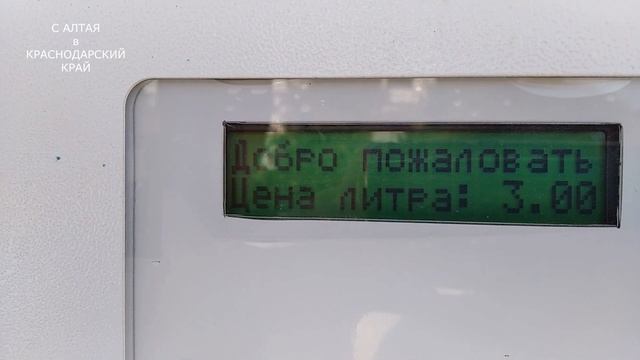 С АЛТАЯ
в
КРАСНОДАРСКИЙ
КРАЙ
Добро пожаловать
Цена литра: 3.00